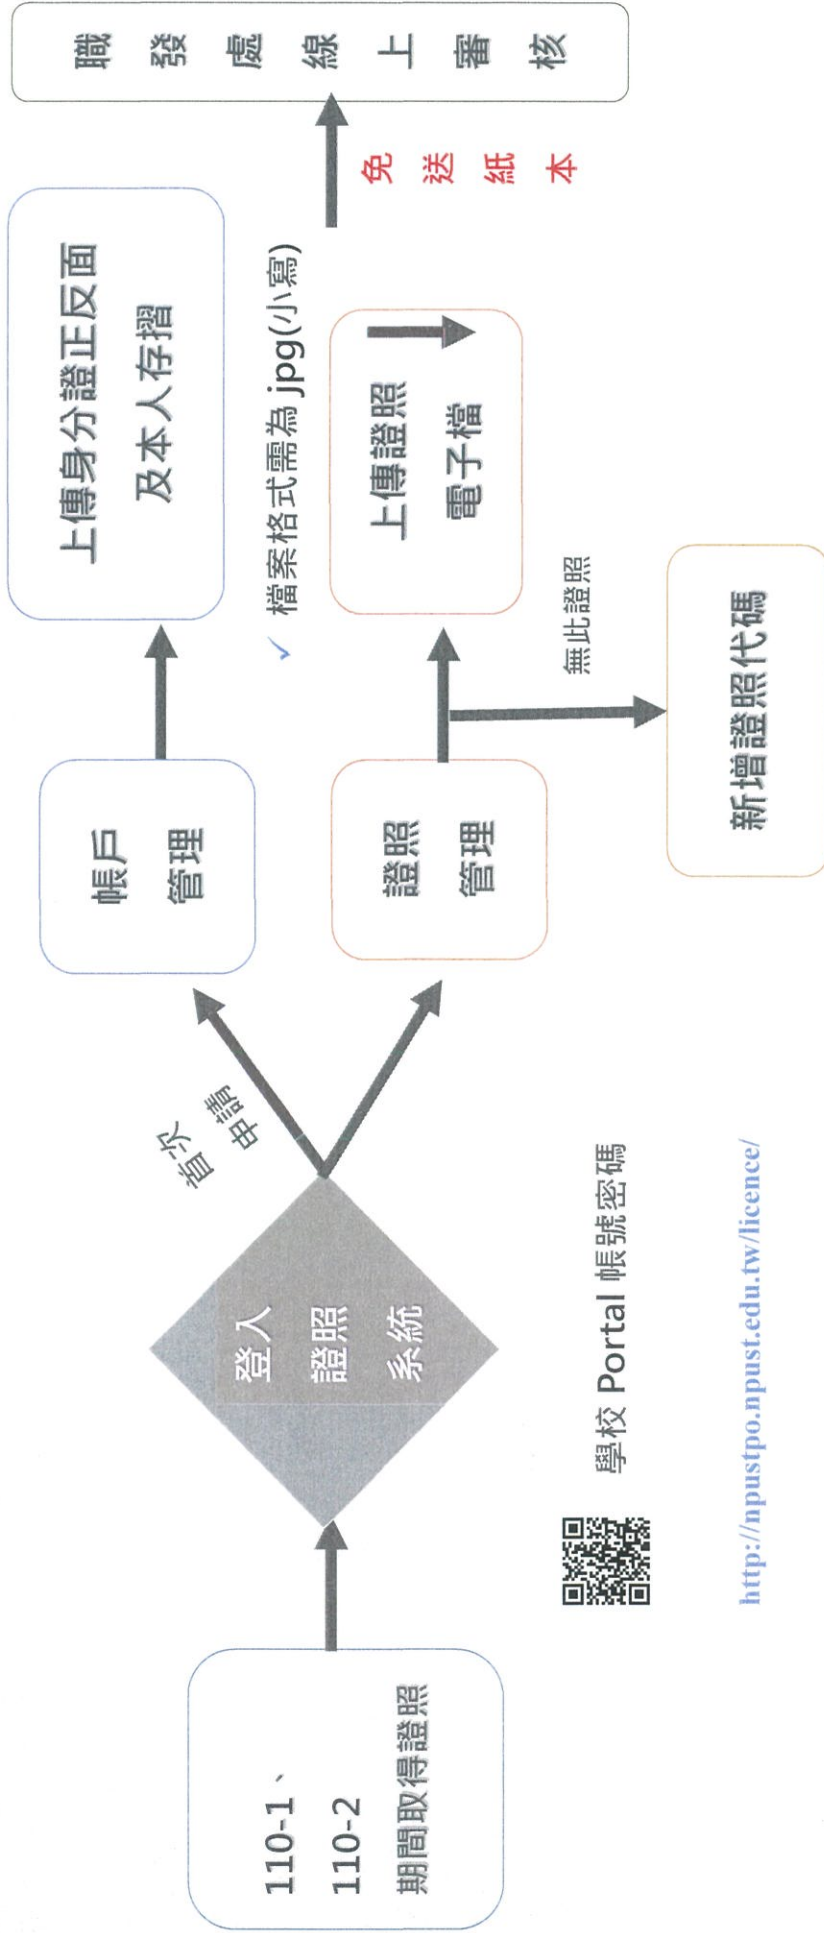 110-1、
110-2
期間取得證照
登入
證照
系統
學校 Portal 帳號密碼
http://npustpo.npust.edu.tw/licence/
首次
申請
帳戶
管理
上傳身分證正反面
及本人存摺
✓ 檔案格式需為 jpg(小寫)
證照
管理
上傳證照
電子檔
無此證照
新增證照代碼
免送紙本
職發處線上審核